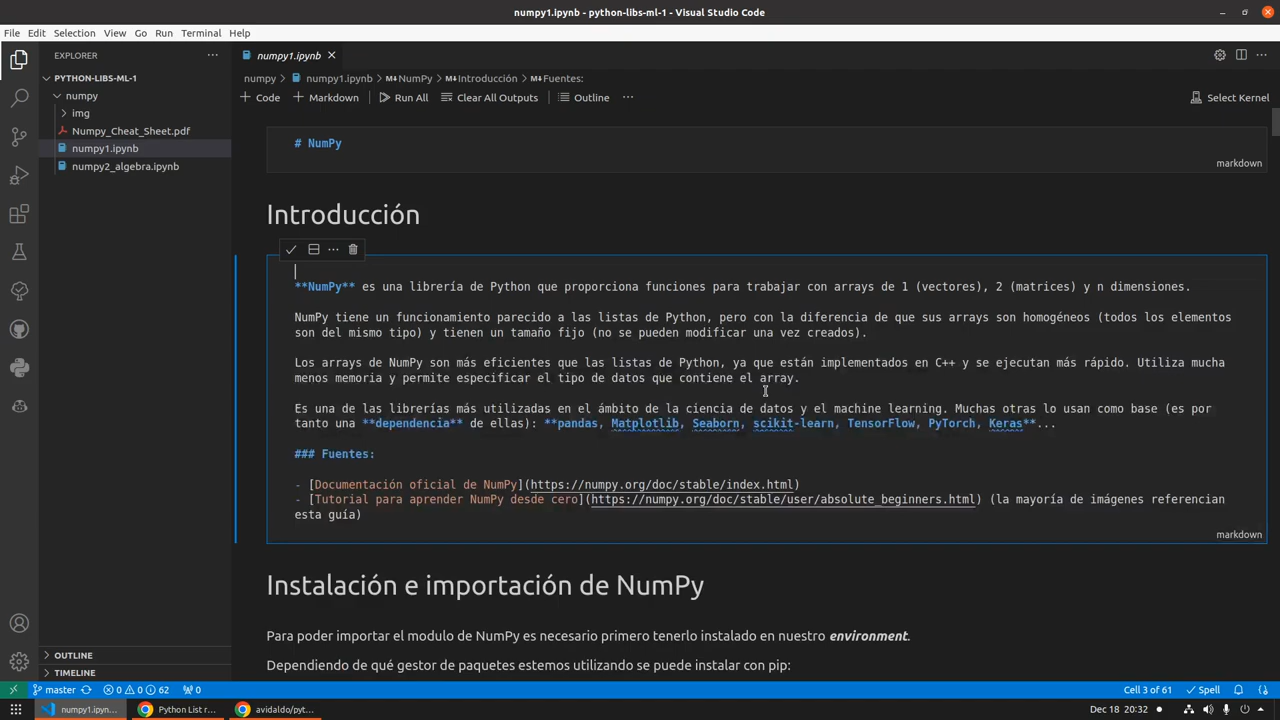 numpy1.ipynb - python-libs-ml-1 - Visual Studio Code
File Edit Selection View Go Run Terminal Help
EXPLORER
numpy1.ipynb
PYTHON-LIBS-ML-1
numpy > numpy1.ipynb > NumPy > Introducción > Fuentes:
numpy
+ Code + Markdown Run All Clear All Outputs Outline ... Select Kernel
img
Numpy_Cheat_Sheet.pdf
numpy1.ipynb
numpy2_algebra.ipynb
# NumPy
markdown
Introducción
**NumPy** es una librería de Python que proporciona funciones para trabajar con arrays de 1 (vectores), 2 (matrices) y n dimensiones.
NumPy tiene un funcionamiento parecido a las listas de Python, pero con la diferencia de que sus arrays son homogéneos (todos los elementos
son del mismo tipo) y tienen un tamaño fijo (no se pueden modificar una vez creados).
Los arrays de NumPy son más eficientes que las listas de Python, ya que están implementados en C++ y se ejecutan más rápido. Utiliza mucha
menos memoria y permite especificar el tipo de datos que contiene el array.
Es una de las librerías más utilizadas en el ámbito de la ciencia de datos y el machine learning. Muchas otras lo usan como base (es por
tanto una **dependencia** de ellas): **pandas, Matplotlib, Seaborn, scikit-learn, TensorFlow, PyTorch, Keras**...
### Fuentes:
- [Documentación oficial de NumPy](https://numpy.org/doc/stable/index.html)
- [Tutorial para aprender NumPy desde cero](https://numpy.org/doc/stable/user/absolute_beginners.html) (la mayoría de imágenes referencian
esta guía)
markdown
Instalación e importación de NumPy
Para poder importar el modulo de NumPy es necesario primero tenerlo instalado en nuestro environment.
Dependiendo de qué gestor de paquetes estemos utilizando se puede instalar con pip:
OUTLINE
TIMELINE
master 0 0 62 0 Cell 3 of 61 Spell
numpy1.ipyn... Python List r... avidaldo/pyt... Dec 18 20:32